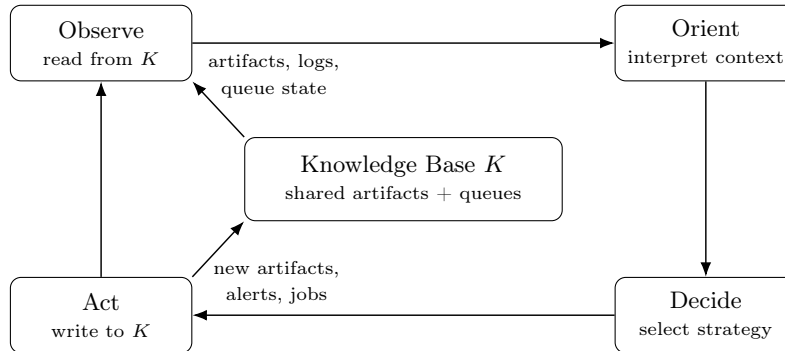 Observe
read from K
Orient
interpret context
artifacts, logs,
queue state
Knowledge Base K
shared artifacts + queues
new artifacts,
alerts, jobs
Act
write to K
Decide
select strategy